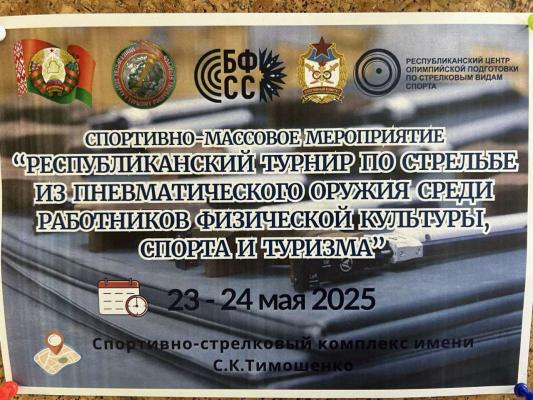 БФ
СС
РЕСПУБЛИКАНСКИЙ ЦЕНТР
ОЛИМПИЙСКОЙ ПОДГОТОВКИ
ПО СТРЕЛКОВЫМ ВИДАМ
СПОРТА
СПОРТИВНО-МАССОВОЕ МЕРОПРИЯТИЕ
“РЕСПУБЛИКАНСКИЙ ТУРНИР ПО СТРЕЛЬБЕ
ИЗ ПНЕВМАТИЧЕСКОГО ОРУЖИЯ СРЕДИ
РАБОТНИКОВ ФИЗИЧЕСКОЙ КУЛЬТУРЫ,
СПОРТА И ТУРИЗМА”
23 - 24 мая 2025
Спортивно-стрелковый комплекс имени
С.К.Тимошенко